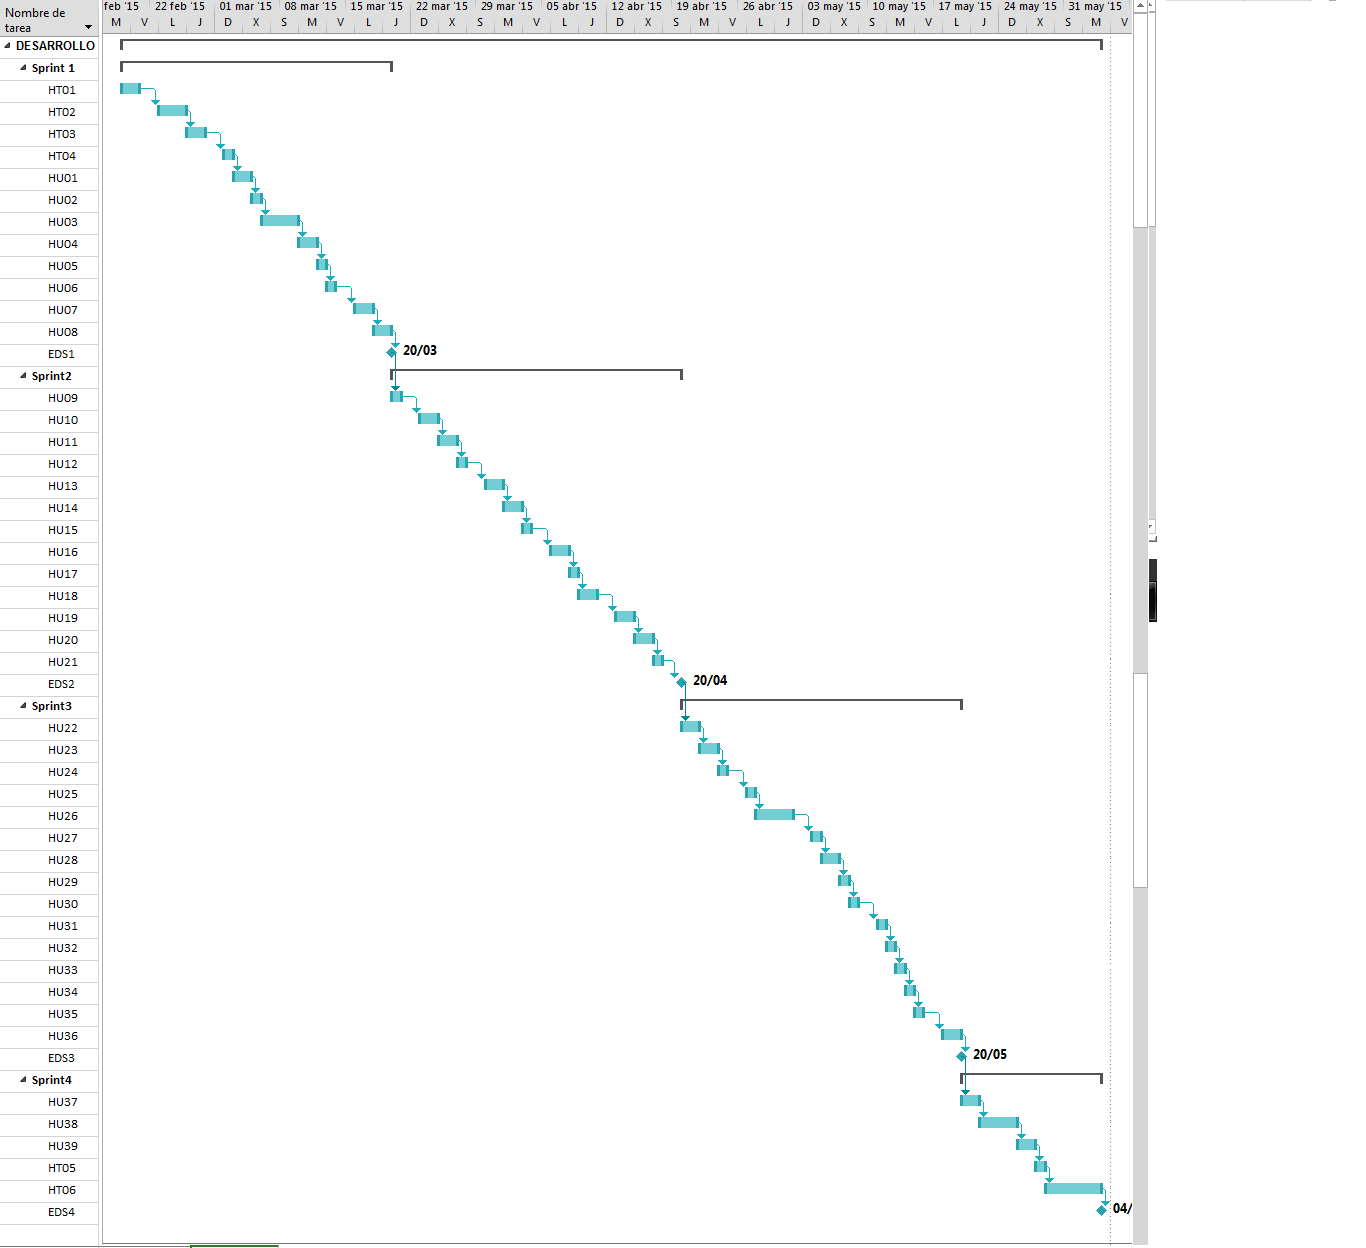 Nombre de
tarea
feb '15 22 feb '15 01 mar '15 08 mar '15 15 mar '15 22 mar '15 29 mar '15 05 abr '15 12 abr '15 19 abr '15 26 abr '15 03 may '15 10 may '15 17 may '15 24 may '15 31 may '15
M V L J D X S M V L J D X S M V L J D X S M V L J D X S M V L J D X S M V
DESARROLLO
Sprint 1
HT01
HT02
HT03
HT04
HU01
HU02
HU03
HU04
HU05
HU06
HU07
HU08
EDS1 20/03
Sprint2
HU09
HU10
HU11
HU12
HU13
HU14
HU15
HU16
HU17
HU18
HU19
HU20
HU21
EDS2 20/04
Sprint3
HU22
HU23
HU24
HU25
HU26
HU27
HU28
HU29
HU30
HU31
HU32
HU33
HU34
HU35
HU36
EDS3 20/05
Sprint4
HU37
HU38
HU39
HT05
HT06
EDS4 04/